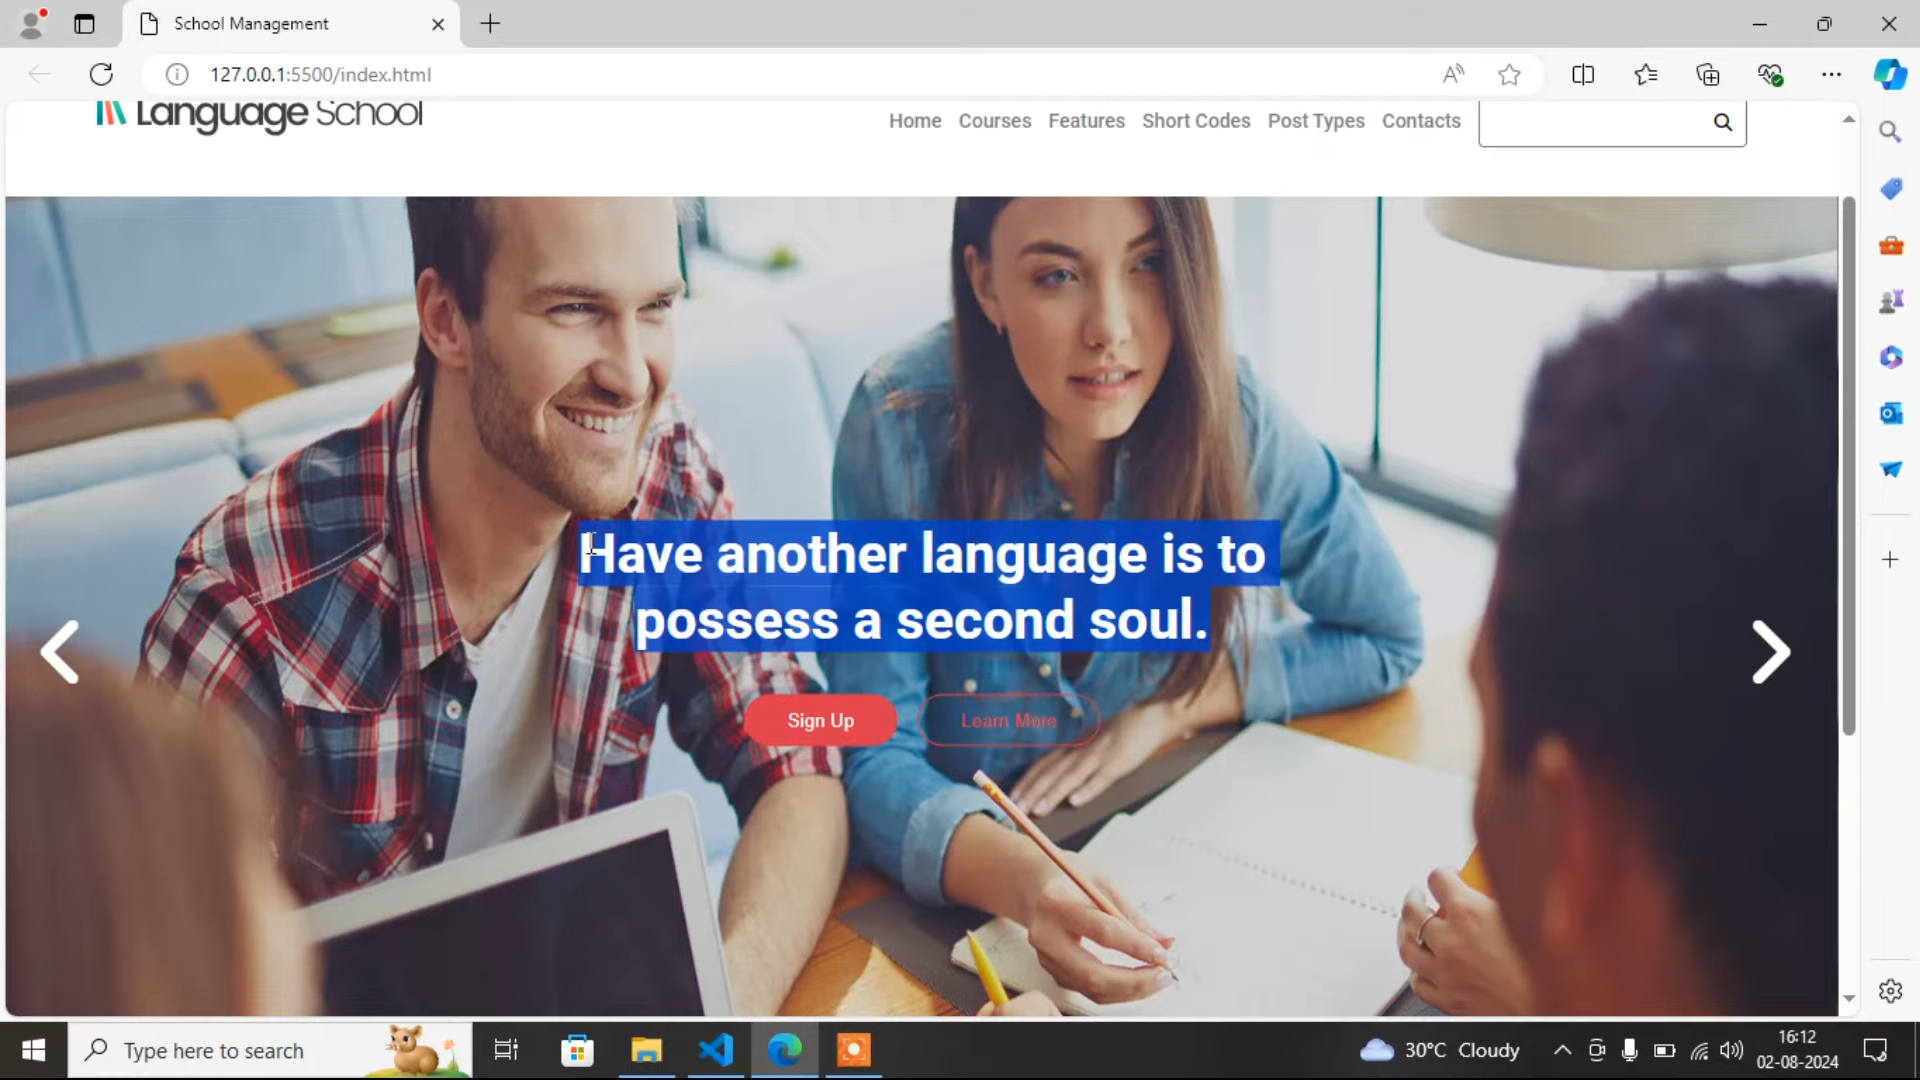 School Management
127.0.0.1:5500/index.html
Language School
Home Courses Features Short Codes Post Types Contacts
Have another language is to
possess a second soul.
Sign Up Learn More
Type here to search
30°C Cloudy
16:12
02-08-2024